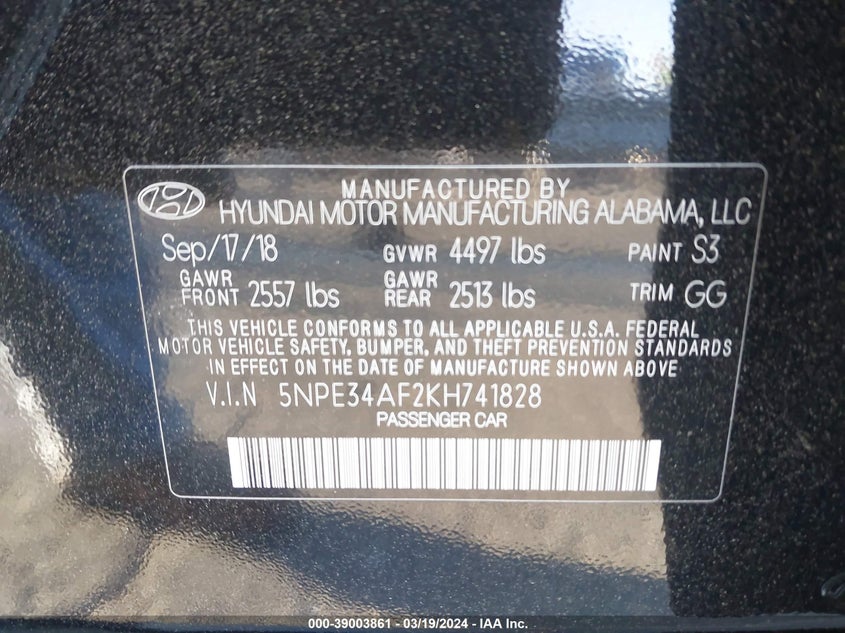 MANUFACTURED BY
HYUNDAI MOTOR MANUFACTURING ALABAMA, LLC
Sep/17/18 GVWR 4497 lbs PAINT S3
GAWR FRONT 2557 lbs GAWR REAR 2513 lbs TRIM GG
THIS VEHICLE CONFORMS TO ALL APPLICABLE U.S.A. FEDERAL
MOTOR VEHICLE SAFETY, BUMPER, AND THEFT PREVENTION STANDARDS
IN EFFECT ON THE DATE OF MANUFACTURE SHOWN ABOVE
V.I.N 5NPE34AF2KH741828
PASSENGER CAR
000-39003861 - 03/19/2024 - IAA Inc.